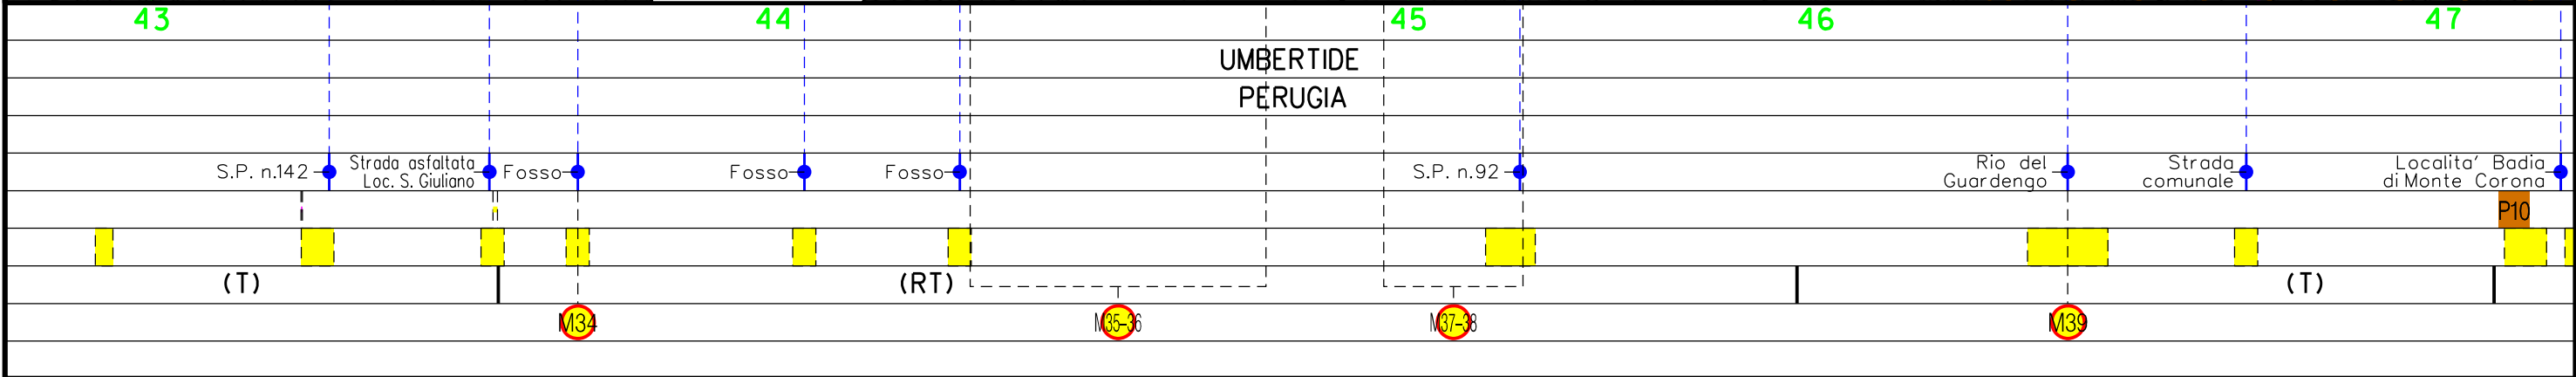 43 44 45 46 47
UMBERTIDE
PERUGIA
S.P. n.142
Strada asfaltata
Loc. S. Giuliano
Fosso
Fosso
Fosso
S.P. n.92
Rio del
Guardengo
Strada
comunale
Localita' Badia
di Monte Corona
P10
(T) (RT) (T)
M34 M35-36 M37-38 M39